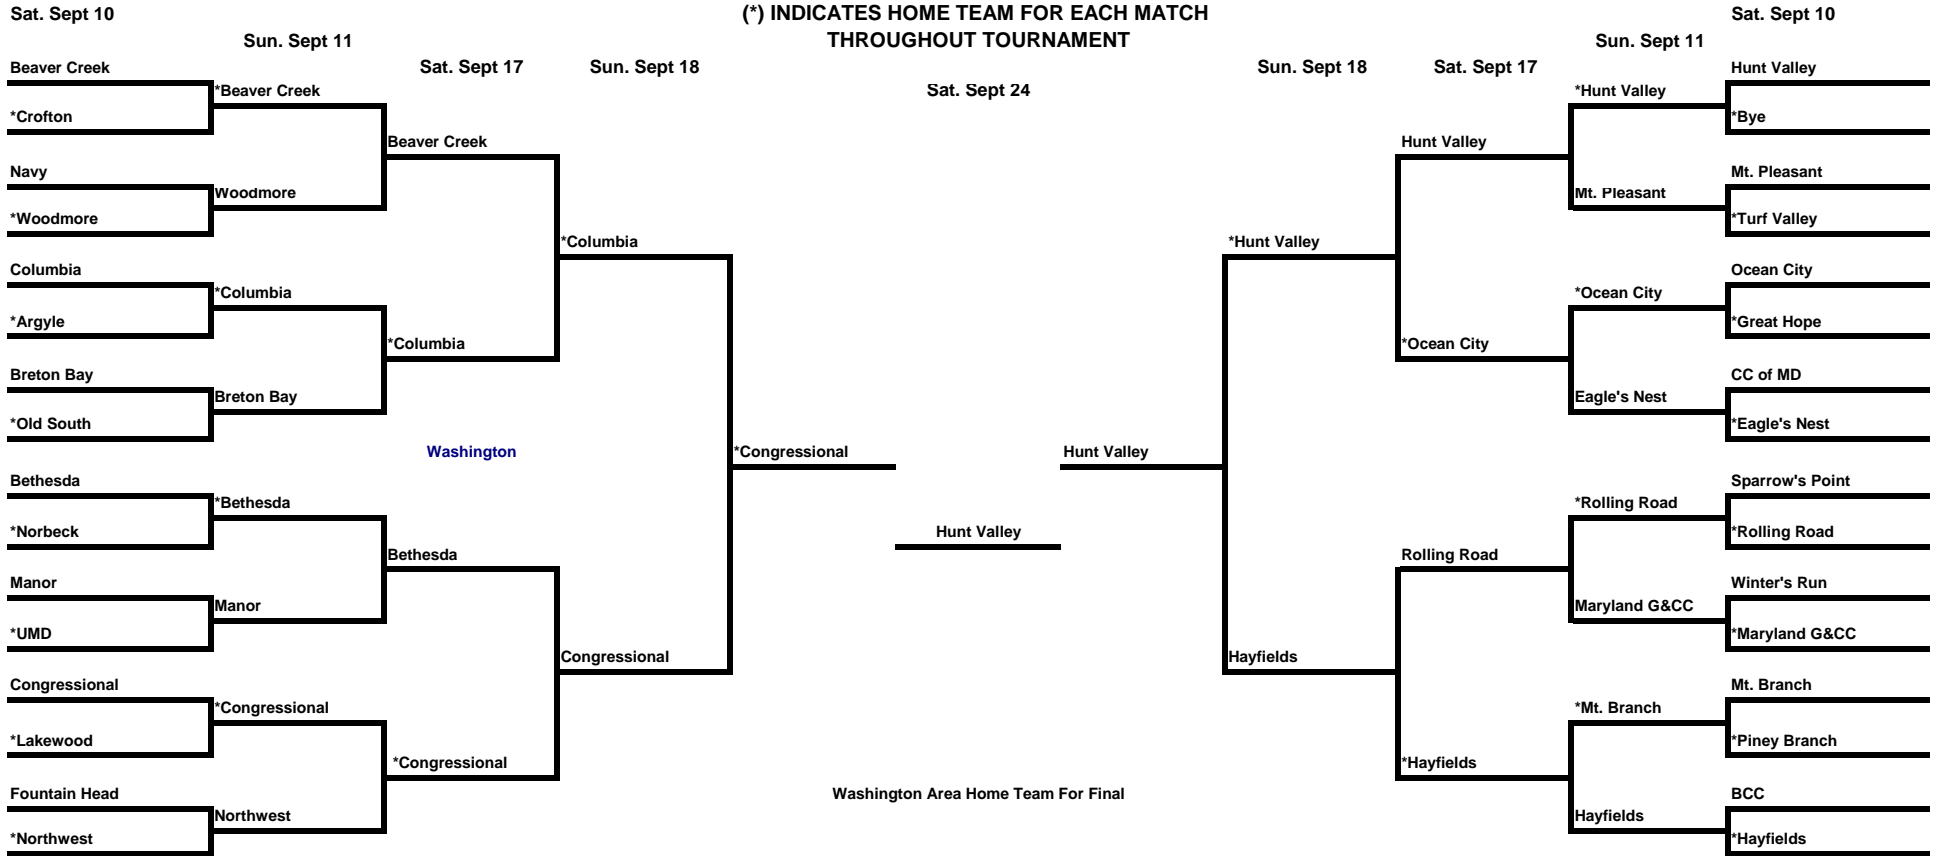 Sat. Sept 10
(*) INDICATES HOME TEAM FOR EACH MATCH
THROUGHOUT TOURNAMENT
Sat. Sept 10
Sun. Sept 11
Sun. Sept 11
Sat. Sept 17
Sun. Sept 18
Sat. Sept 24
Sun. Sept 18
Sat. Sept 17
Beaver Creek
*Crofton
Navy
*Woodmore
Columbia
*Argyle
Breton Bay
*Old South
Bethesda
*Norbeck
Manor
*UMD
Congressional
*Lakewood
Fountain Head
*Northwest
*Beaver Creek
Woodmore
*Columbia
Breton Bay
*Bethesda
Manor
*Congressional
Northwest
Beaver Creek
*Columbia
Washington
Bethesda
*Congressional
*Columbia
Congressional
*Congressional
Hunt Valley
Washington Area Home Team For Final
Hunt Valley
*Hunt Valley
Hayfields
Hunt Valley
*Ocean City
Rolling Road
*Hayfields
*Hunt Valley
Mt. Pleasant
*Ocean City
Eagle's Nest
*Rolling Road
Maryland G&CC
*Mt. Branch
Hayfields
Hunt Valley
*Bye
Mt. Pleasant
*Turf Valley
Ocean City
*Great Hope
CC of MD
*Eagle's Nest
Sparrow's Point
*Rolling Road
Winter's Run
*Maryland G&CC
Mt. Branch
*Piney Branch
BCC
*Hayfields